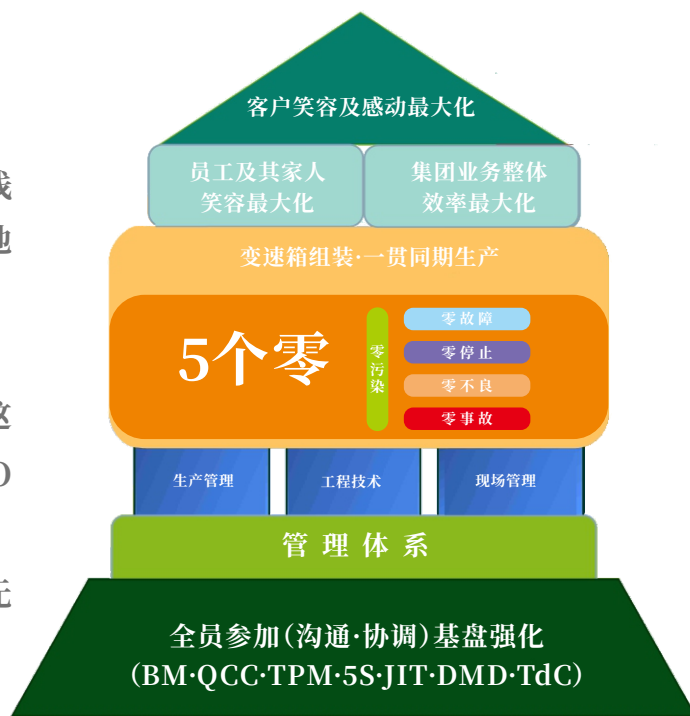 客户笑容及感动最大化
员工及其家人
笑容最大化
集团业务整体
效率最大化
变速箱组装·一贯同期生产
5个零
零污染
零故障
零停止
零不良
零事故
生产管理
工程技术
现场管理
管理体系
全员参加(沟通·协调)基盘强化
(BM·QCC·TPM·5S·JIT·DMD·TdC)